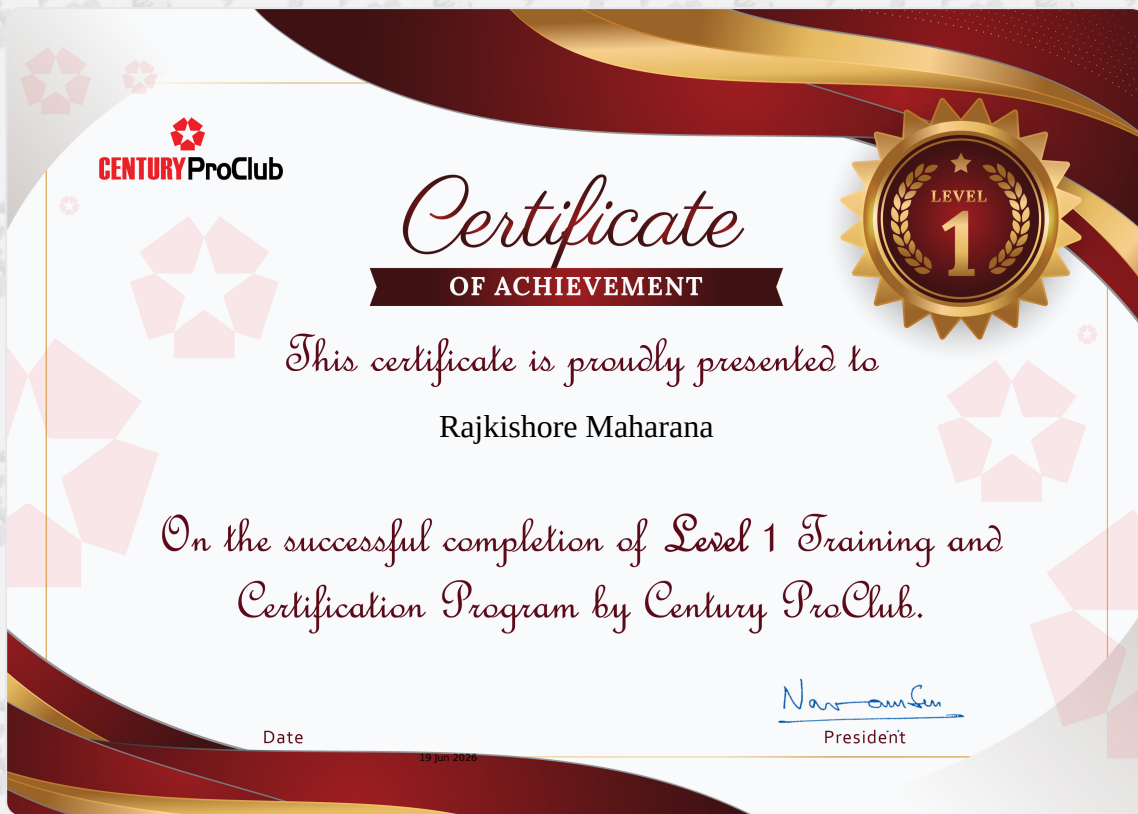 CENTURY ProClub
Certificate
OF ACHIEVEMENT
LEVEL
1
This certificate is proudly presented to
Rajkishore Maharana
On the successful completion of Level 1 Training and
Certification Program by Century ProClub.
Date
19 Jun 2026
President